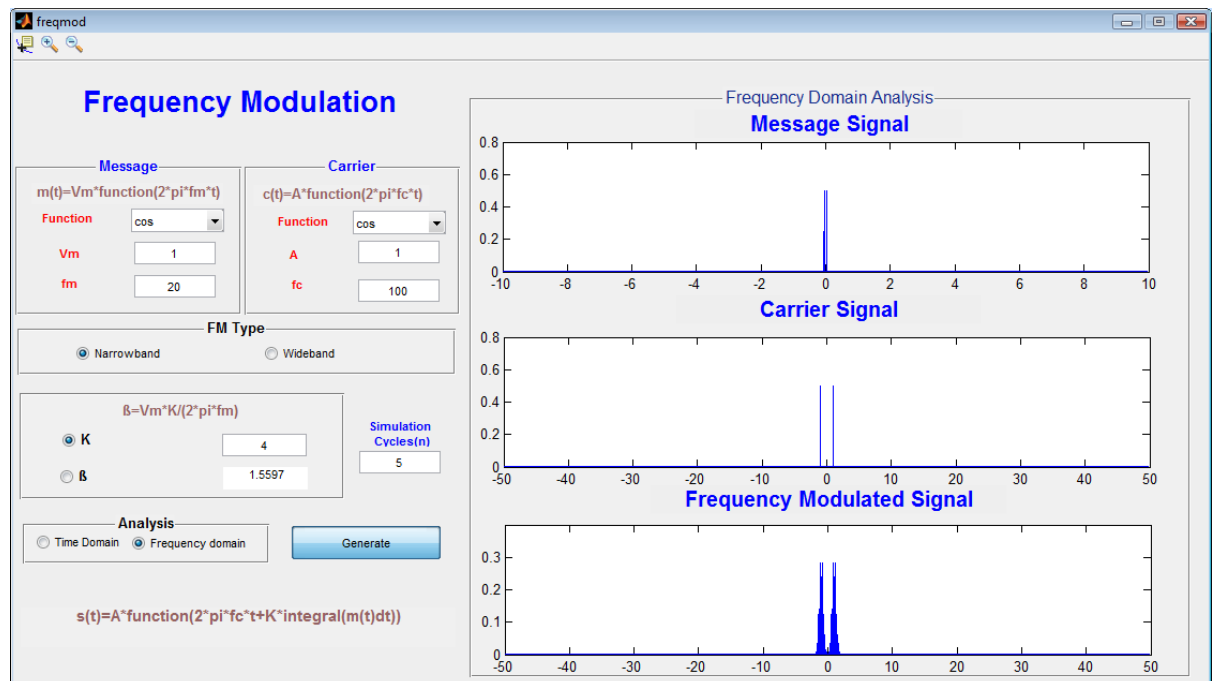 freqmod
Frequency Modulation
Message
m(t)=Vm*function(2*pi*fm*t)
Function cos
Vm 1
fm 20
Carrier
c(t)=A*function(2*pi*fc*t)
Function cos
A 1
fc 100
FM Type
Narrowband Wideband
ß=Vm*K/(2*pi*fm)
K 4
ß 1.5597
Simulation
Cycles(n)
5
Analysis
Time Domain Frequency domain
Generate
s(t)=A*function(2*pi*fc*t+K*integral(m(t)dt))
Frequency Domain Analysis
Message Signal
0.8
0.6
0.4
0.2
0
-10 -8 -6 -4 -2 0 2 4 6 8 10
Carrier Signal
0.8
0.6
0.4
0.2
0
-50 -40 -30 -20 -10 0 10 20 30 40 50
Frequency Modulated Signal
0.3
0.2
0.1
0
-50 -40 -30 -20 -10 0 10 20 30 40 50